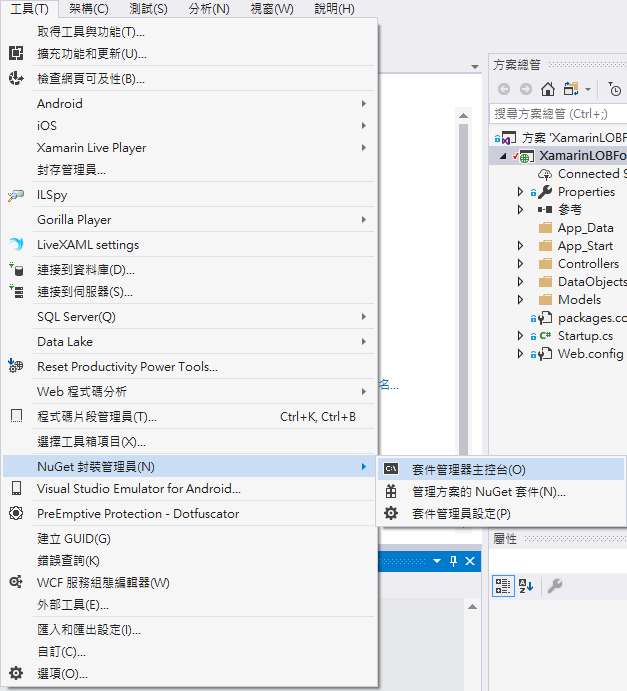 工具(T) 架構(C) 測試(S) 分析(N) 視窗(W) 說明(H)
取得工具與功能(T)...
擴充功能和更新(U)...
檢查網頁可及性(B)...
Android
iOS
Xamarin Live Player
封存管理員...
ILSpy
Gorilla Player
LiveXAML settings
連接到資料庫(D)...
連接到伺服器(S)...
SQL Server(Q)
Data Lake
Reset Productivity Power Tools...
Web 程式碼分析
程式碼片段管理員(T)... Ctrl+K, Ctrl+B
選擇工具箱項目(X)...
NuGet 封裝管理員(N)
Visual Studio Emulator for Android...
PreEmptive Protection - Dotfuscator
建立 GUID(G)
錯誤查詢(K)
WCF 服務組態編輯器(W)
外部工具(E)...
匯入和匯出設定(I)...
自訂(C)...
選項(O)...
套件管理器主控台(O)
管理方案的 NuGet 套件(N)...
套件管理員設定(P)
名...
方案總管
搜尋方案總管 (Ctrl+;)
方案 'XamarinLOBF
XamarinLOBFo
Connected S
Properties
參考
App_Data
App_Start
Controllers
DataObjects
Models
packages.co
C# Startup.cs
Web.config
屬性